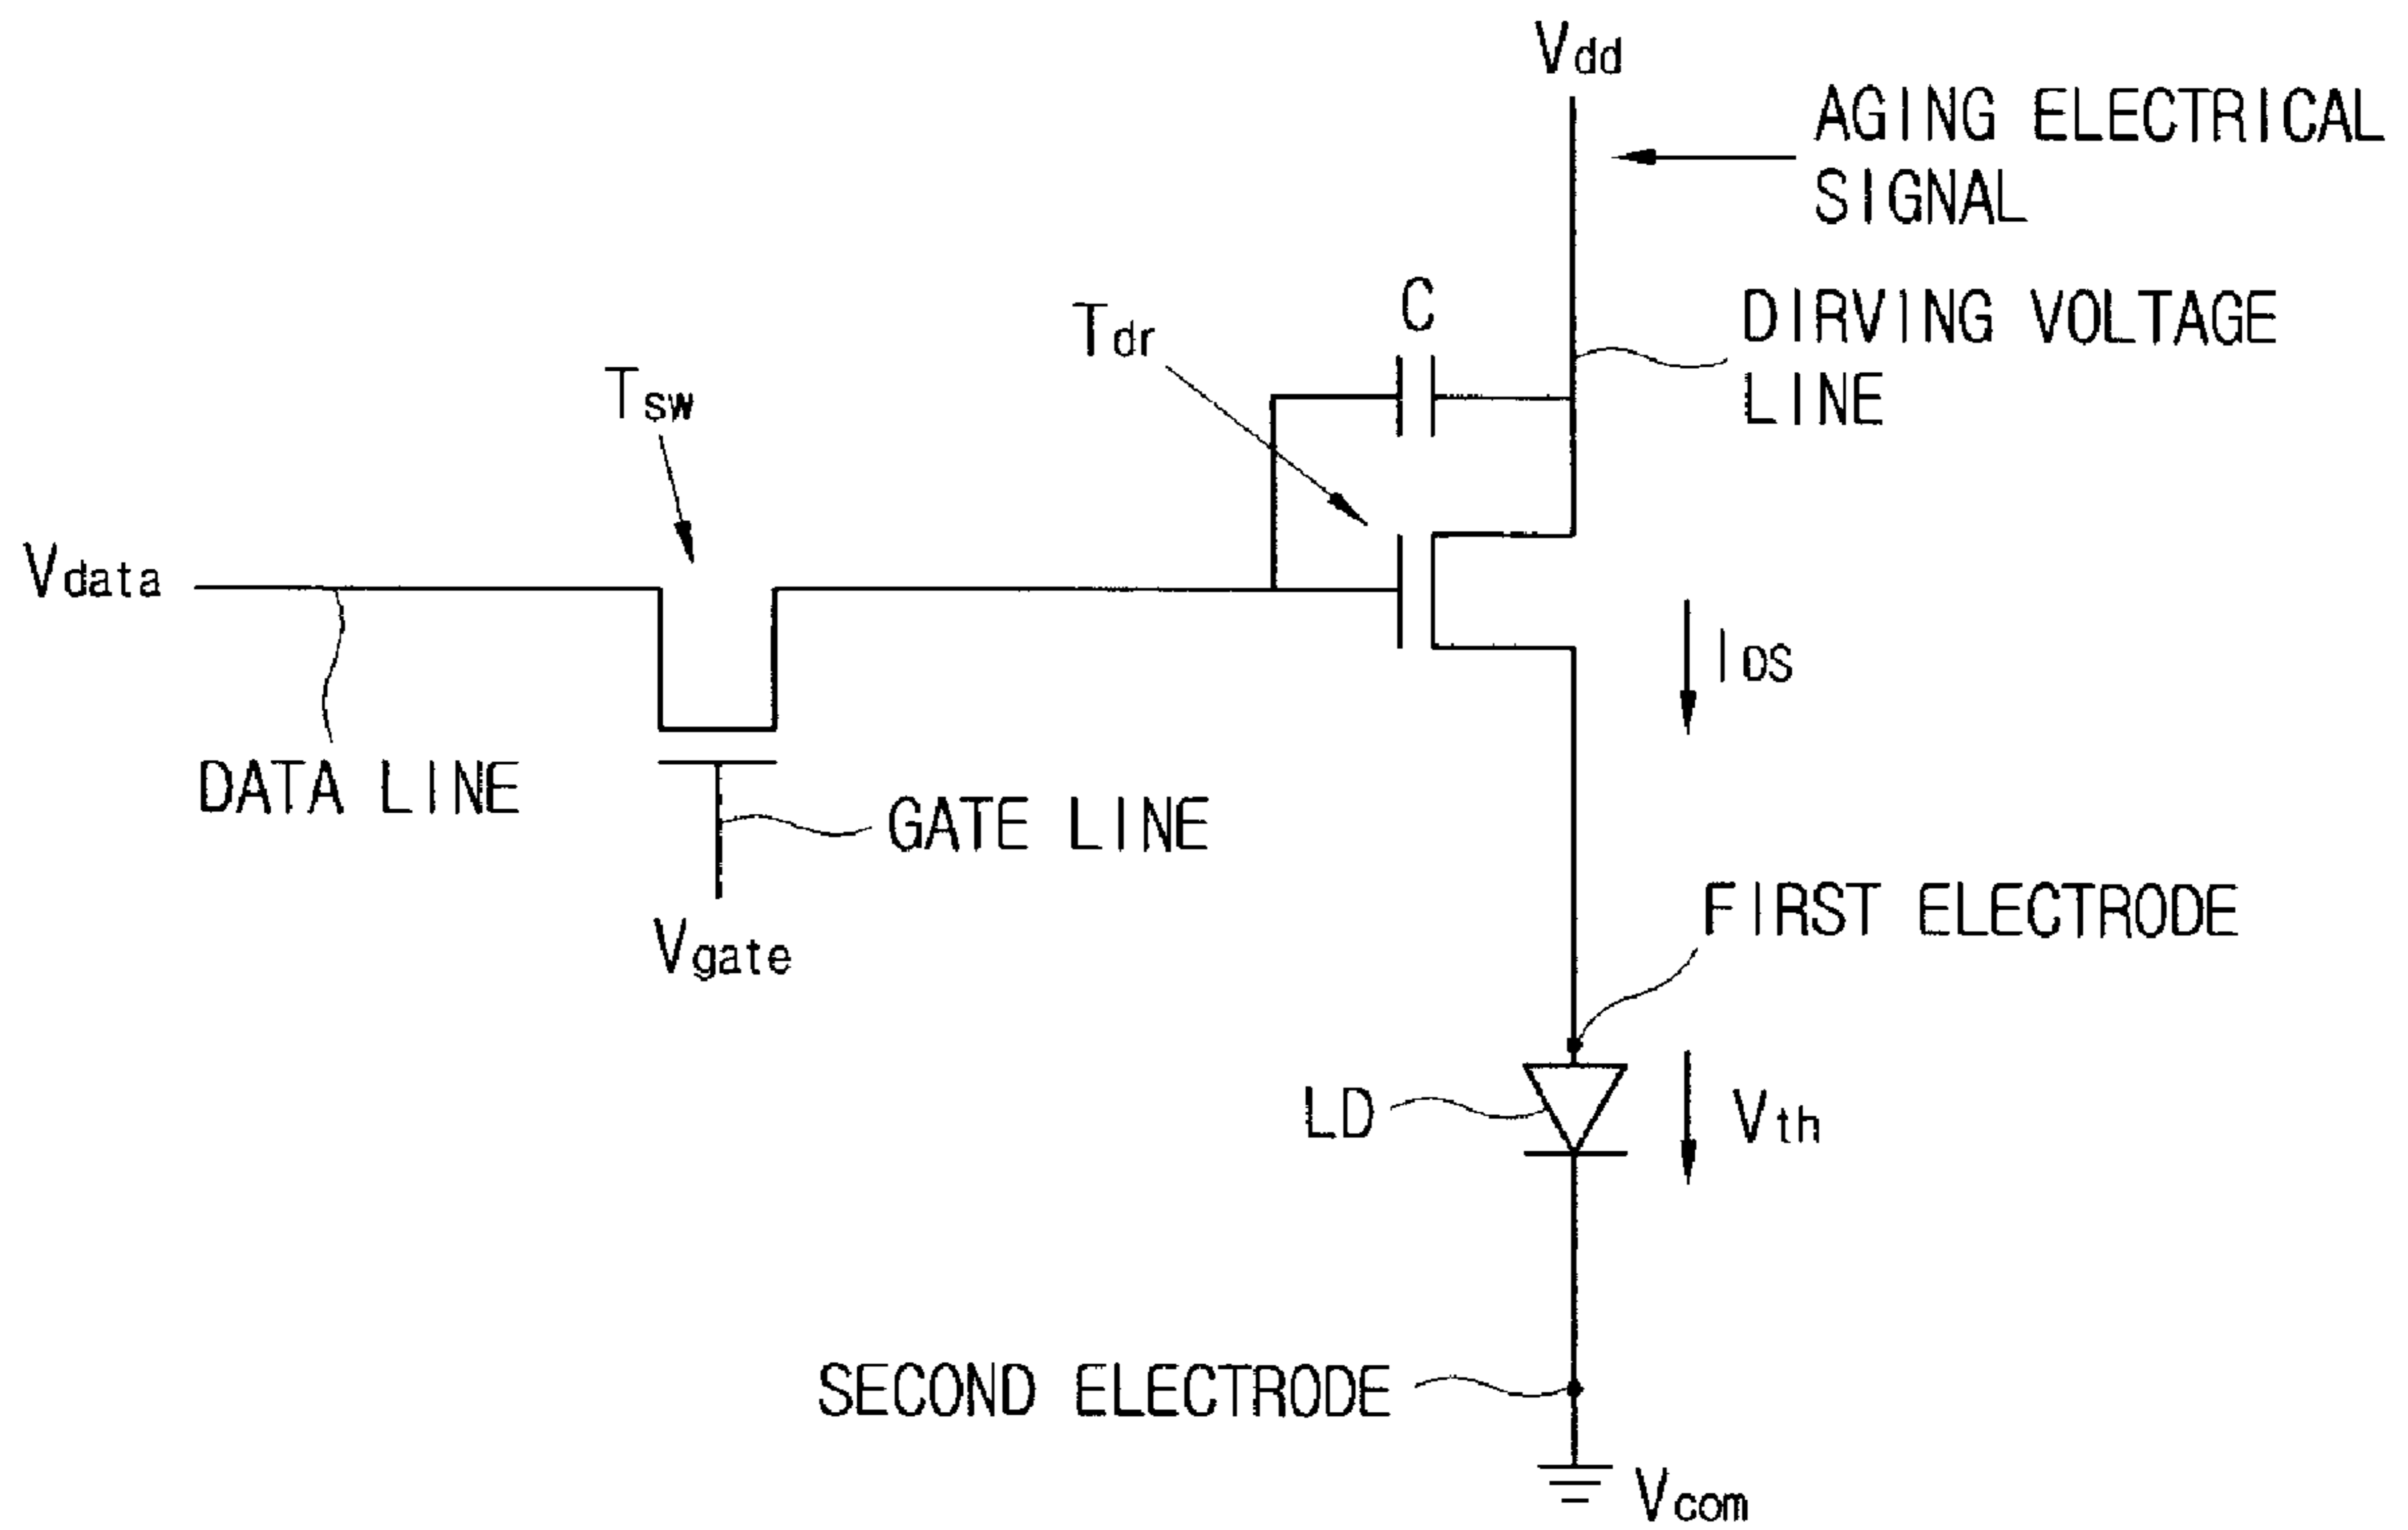 Vdd
AGING ELECTRICAL
SIGNAL
C
DIRVING VOLTAGE
LINE
Tdr
Tsw
Vdata
IDS
DATA LINE
GATE LINE
Vgate
FIRST ELECTRODE
LD
Vth
SECOND ELECTRODE
Vcom